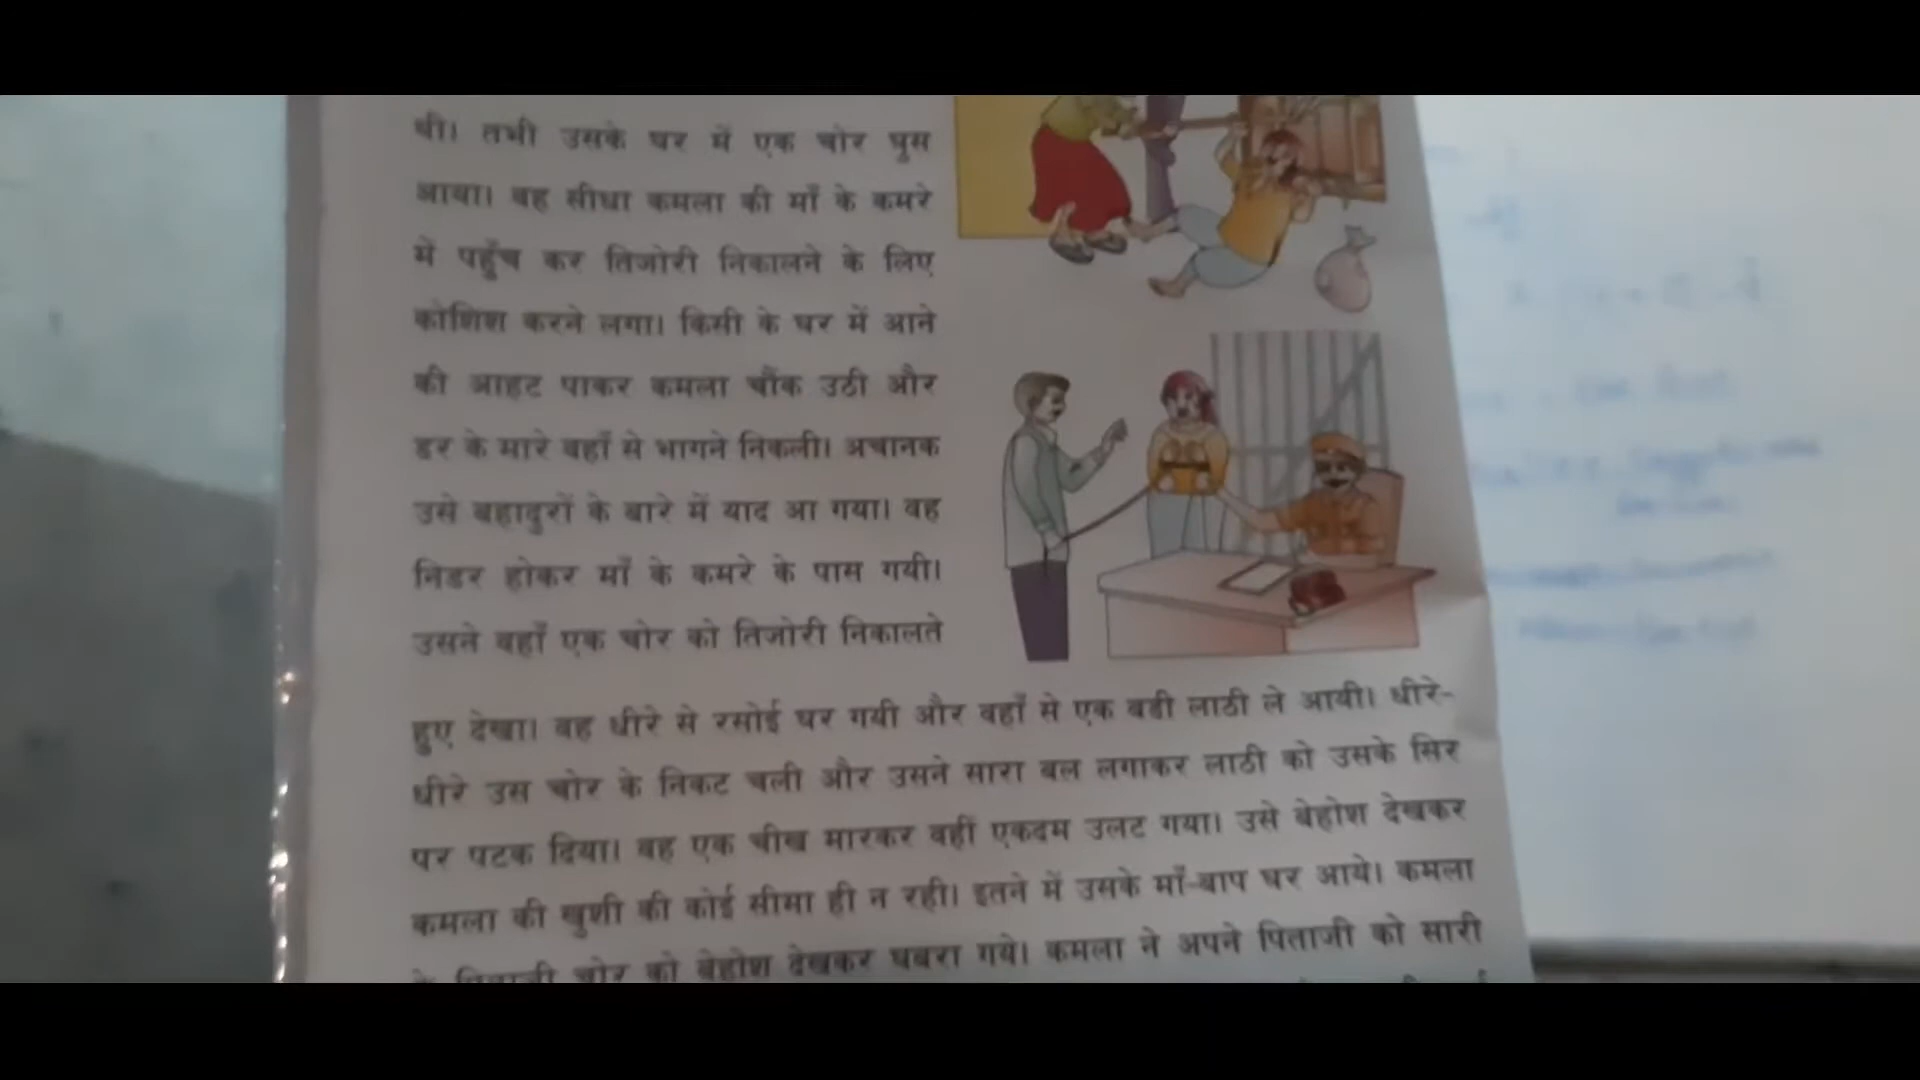 थी। तभी उसके घर में एक चोर घुस
आया। वह सीधा कमला की माँ के कमरे
में पहुँच कर तिजोरी निकालने के लिए
कोशिश करने लगा। किसी के घर में आने
की आहट पाकर कमला चौंक उठी और
डर के मारे वहाँ से भागने निकली। अचानक
उसे बहादुरों के बारे में याद आ गया। वह
निडर होकर माँ के कमरे के पास गयी।
उसने वहाँ एक चोर को तिजोरी निकालते
हुए देखा। वह धीरे से रसोई घर गयी और वहाँ से एक बडी लाठी ले आयी। धीरे-
धीरे उस चोर के निकट चली और उसने सारा बल लगाकर लाठी को उसके सिर
पर पटक दिया। वह एक चीख मारकर वहीं एकदम उलट गया। उसे बेहोश देखकर
कमला की खुशी की कोई सीमा ही न रही। इतने में उसके माँ-बाप घर आये। कमला
के पिताजी चोर को बेहोश देखकर घबरा गये। कमला ने अपने पिताजी को सारी